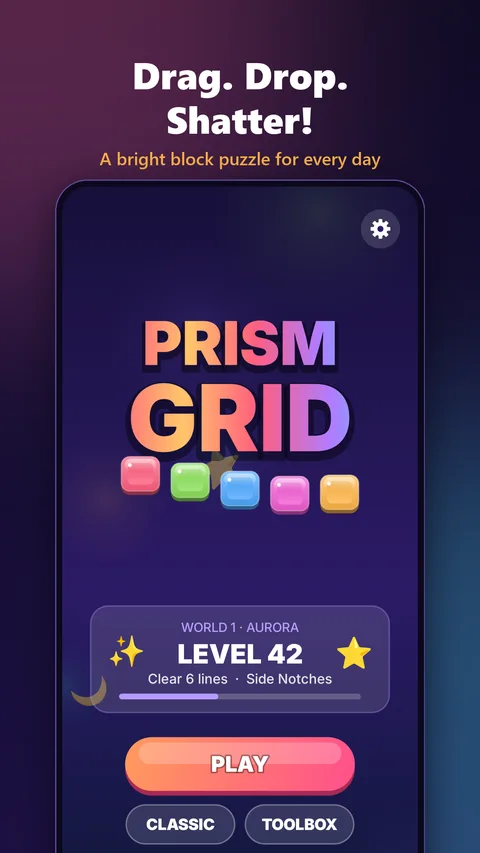 Drag. Drop.
Shatter!
A bright block puzzle for every day
PRISM
GRID
WORLD 1 · AURORA
LEVEL 42
Clear 6 lines · Side Notches
PLAY
CLASSIC
TOOLBOX